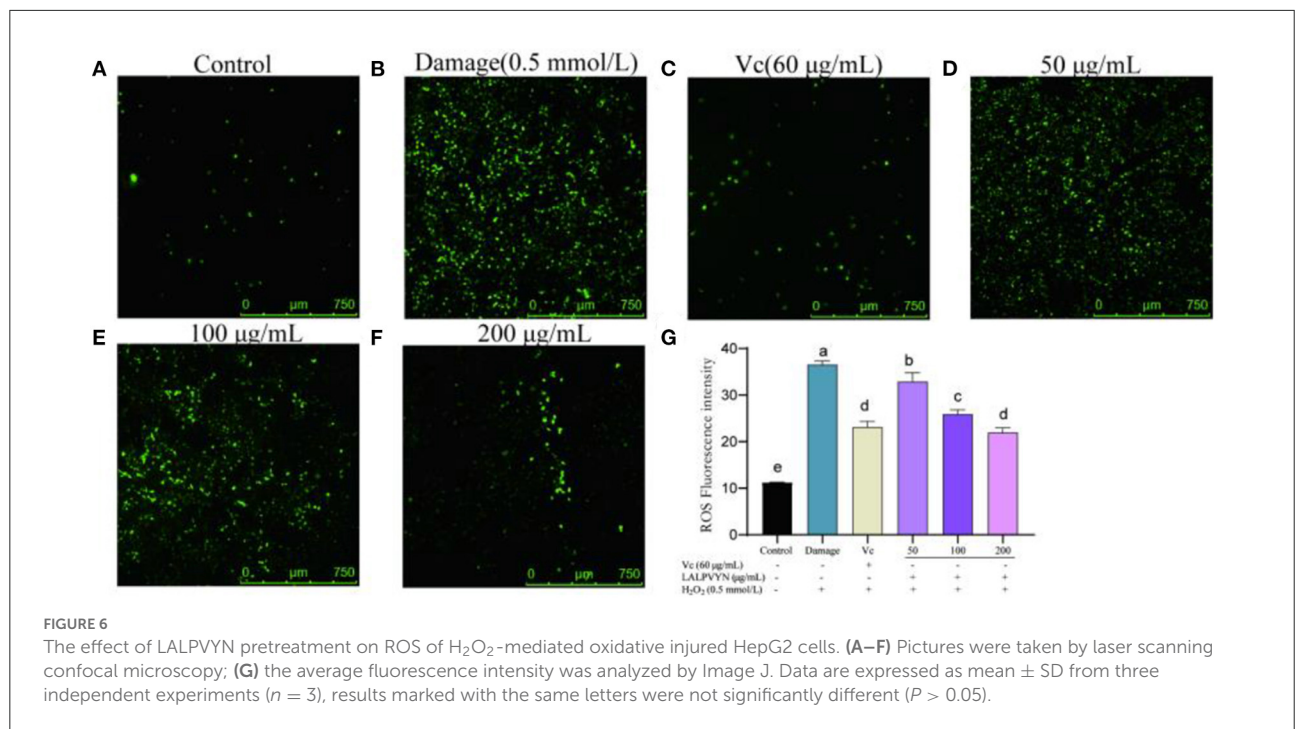 A Control
B Damage(0.5 mmol/L)
C Vc(60 μg/mL)
D 50 μg/mL
0 μm 750
0 μm 750
0 μm 750
0 μm 750
E 100 μg/mL
F 200 μg/mL
G
0 μm 750
0 μm 750
ROS Fluorescence intensity
40
30
20
10
0
a
b
c
d
d
e
Control Damage Vc 50 100 200
Vc (60 μg/mL) - - + - - -
LALPVYN (μg/mL) - - - + + +
H₂O₂ (0.5 mmol/L) - + + + + +
FIGURE 6
The effect of LALPVYN pretreatment on ROS of H₂O₂-mediated oxidative injured HepG2 cells. (A–F) Pictures were taken by laser scanning
confocal microscopy; (G) the average fluorescence intensity was analyzed by Image J. Data are expressed as mean ± SD from three
independent experiments (n = 3), results marked with the same letters were not significantly different (P > 0.05).